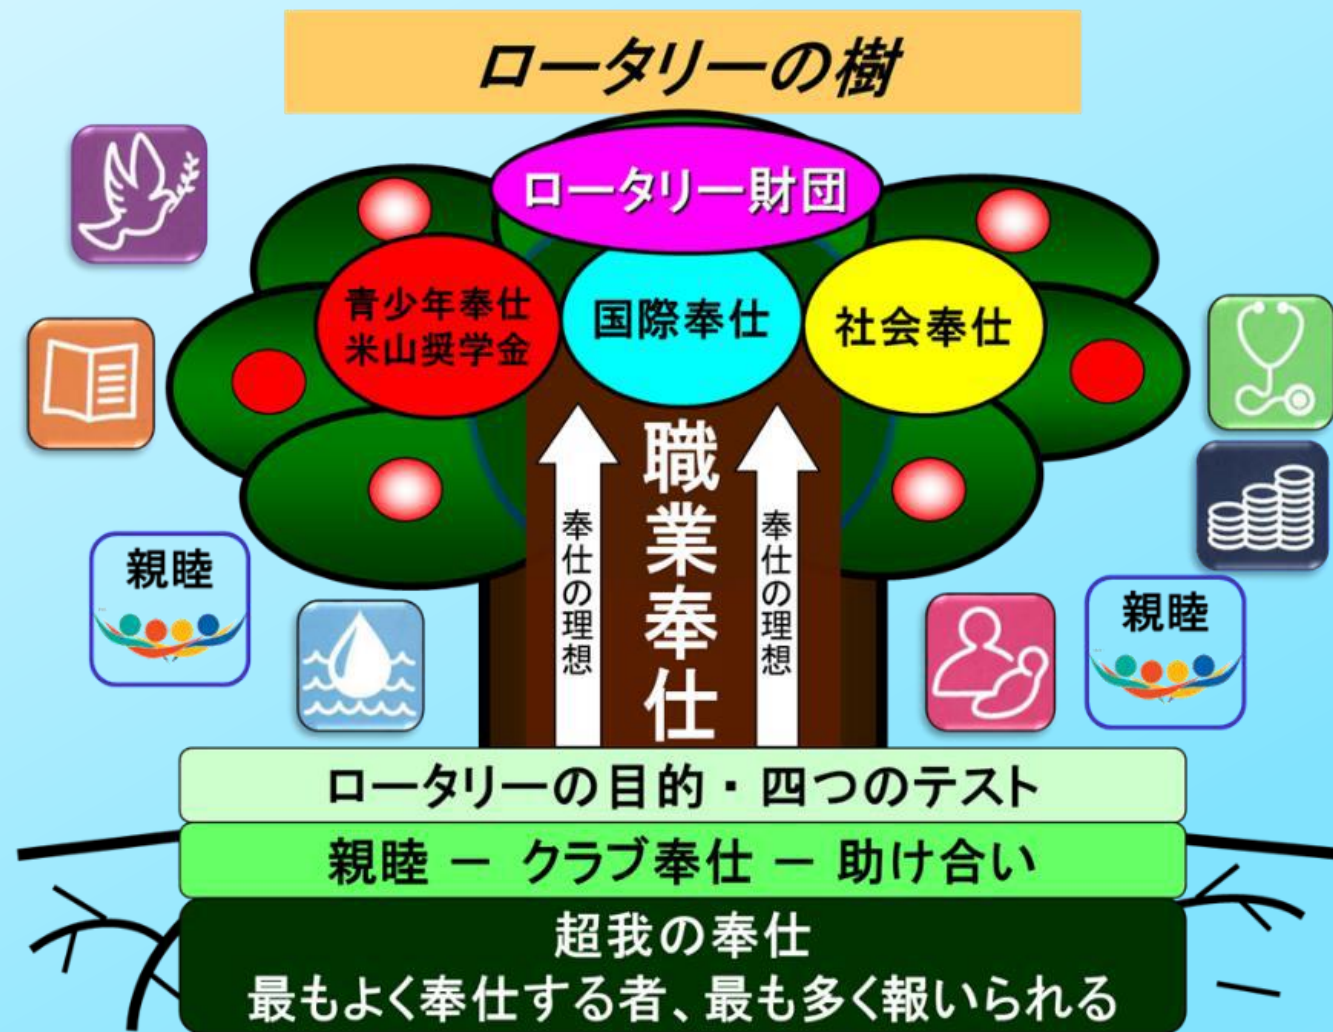 ロータリーの樹
ロータリー財団
青少年奉仕
米山奨学金
国際奉仕
社会奉仕
職業奉仕
奉仕の理想
奉仕の理想
親睦
親睦
ロータリーの目的・四つのテスト
親睦 － クラブ奉仕 － 助け合い
超我の奉仕
最もよく奉仕する者、最も多く報いられる